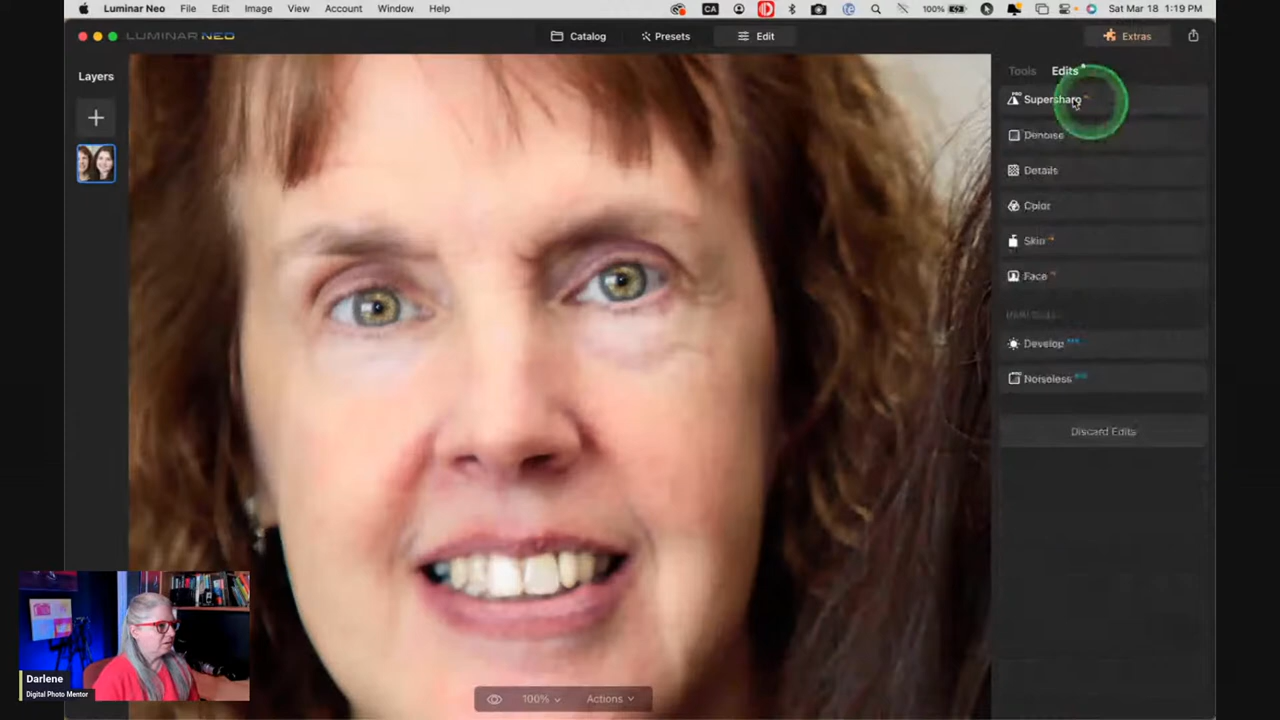 Luminar Neo File Edit Image View Account Window Help CA 100% Sat Mar 18 1:19 PM
LUMINAR NEO Catalog Presets Edit Extras
Layers Tools Edits
Supersharp
Denoise
Details
Color
Skin
Face
Develop
Noiseless
Discard Edits
100% Actions
Darlene
Digital Photo Mentor